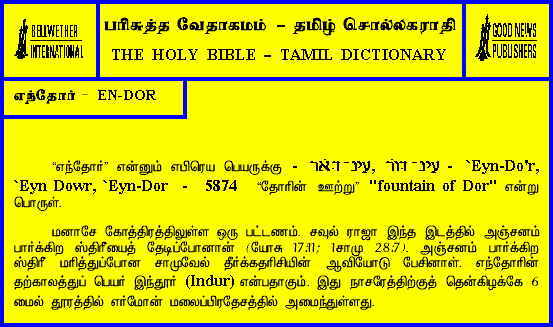 BELLWETHER
INTERNATIONAL
பரிசுத்த வேதாகமம் – தமிழ் சொல்லகராதி
THE HOLY BIBLE – TAMIL DICTIONARY
GOOD NEWS
PUBLISHERS
எந்தோர் - EN-DOR
“எந்தோர்” என்னும் எபிரெய பெயருக்கு - עֵין־דֹּאר, עֵין־דּוֹר - `Eyn-Do'r,
`Eyn Dowr, `Eyn-Dor - 5874 “தோரின் ஊற்று” "fountain of Dor" என்று
பொருள்.
மனாசே கோத்திரத்திலுள்ள ஒரு பட்டணம். சவுல் ராஜா இந்த இடத்தில் அஞ்சனம்
பார்க்கிற ஸ்திரீயைத் தேடிப்போனான் (யோசு 17:11; 1சாமு 28:7). அஞ்சனம் பார்க்கிற
ஸ்திரீ மரித்துப்போன சாமுவேல் தீர்க்கதரிசியின் ஆவியோடு பேசினாள். எந்தோரின்
தற்காலத்துப் பெயர் இந்தூர் (Indur) என்பதாகும். இது நாசரேத்திற்குத் தென்கிழக்கே 6
மைல் தூரத்தில் எர்மோன் மலைப்பிரதேசத்தில் அமைந்துள்ளது.